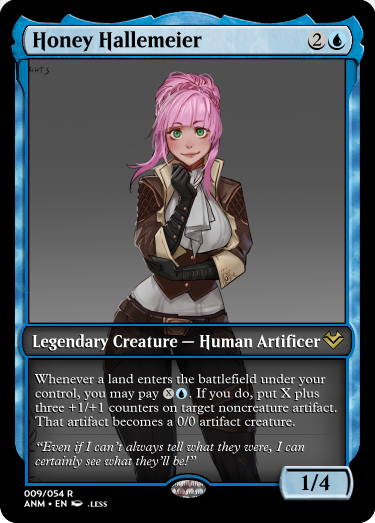 Honey Hallemeier 2
Legendary Creature — Human Artificer
Whenever a land enters the battlefield under your
control, you may pay X. If you do, put X plus
three +1/+1 counters on target noncreature artifact.
That artifact becomes a 0/0 artifact creature.
“Even if I can’t always tell what they were, I can
certainly see what they’ll be!”
1/4
009/054 R
ANM • EN .LESS